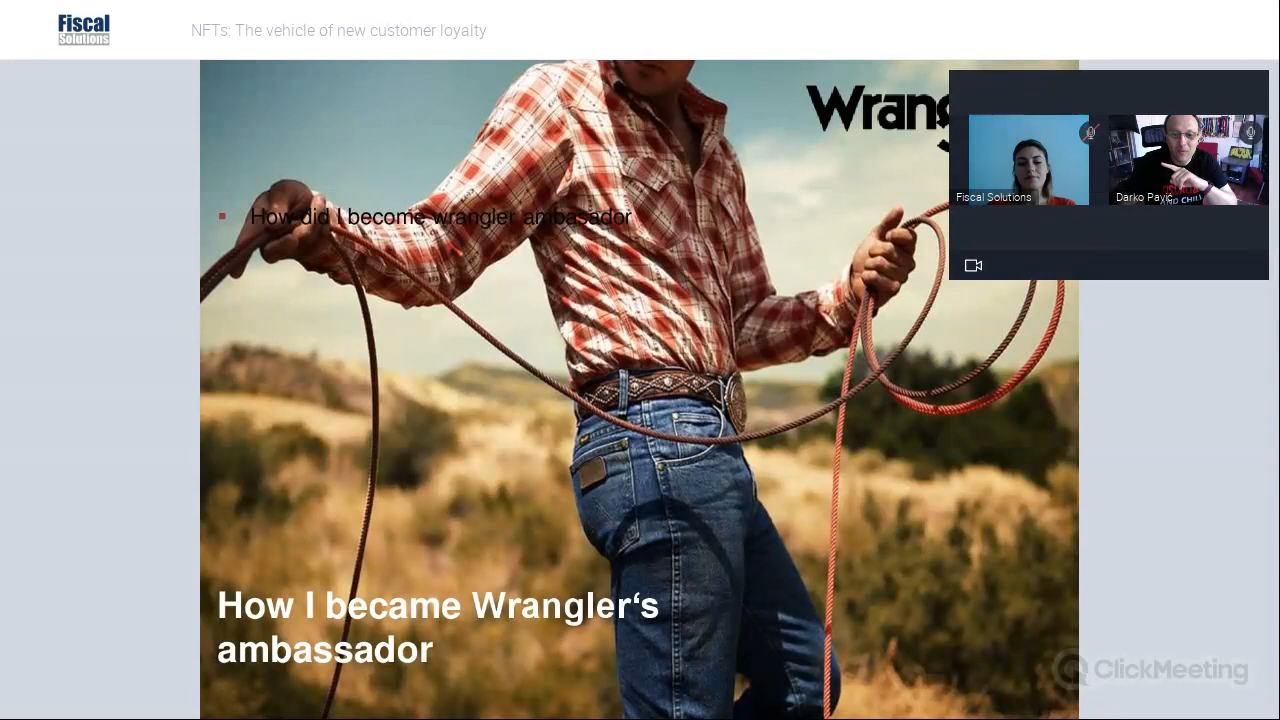 Fiscal
Solutions
NFTs: The vehicle of new customer loyalty
Wrang
How did I become wrangler ambasador
Fiscal Solutions
Darko Pavić
How I became Wrangler‘s
ambassador
ClickMeeting